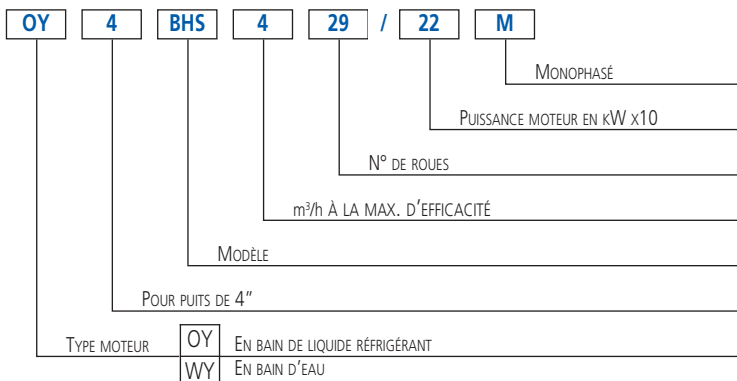 OY 4 BHS 4 29 / 22 M
Monophasé
Puissance moteur en kW x10
N° de roues
m³/h à la max. d'efficacité
Modèle
Pour puits de 4"
Type moteur OY En bain de liquide réfrigérant
WY En bain d'eau